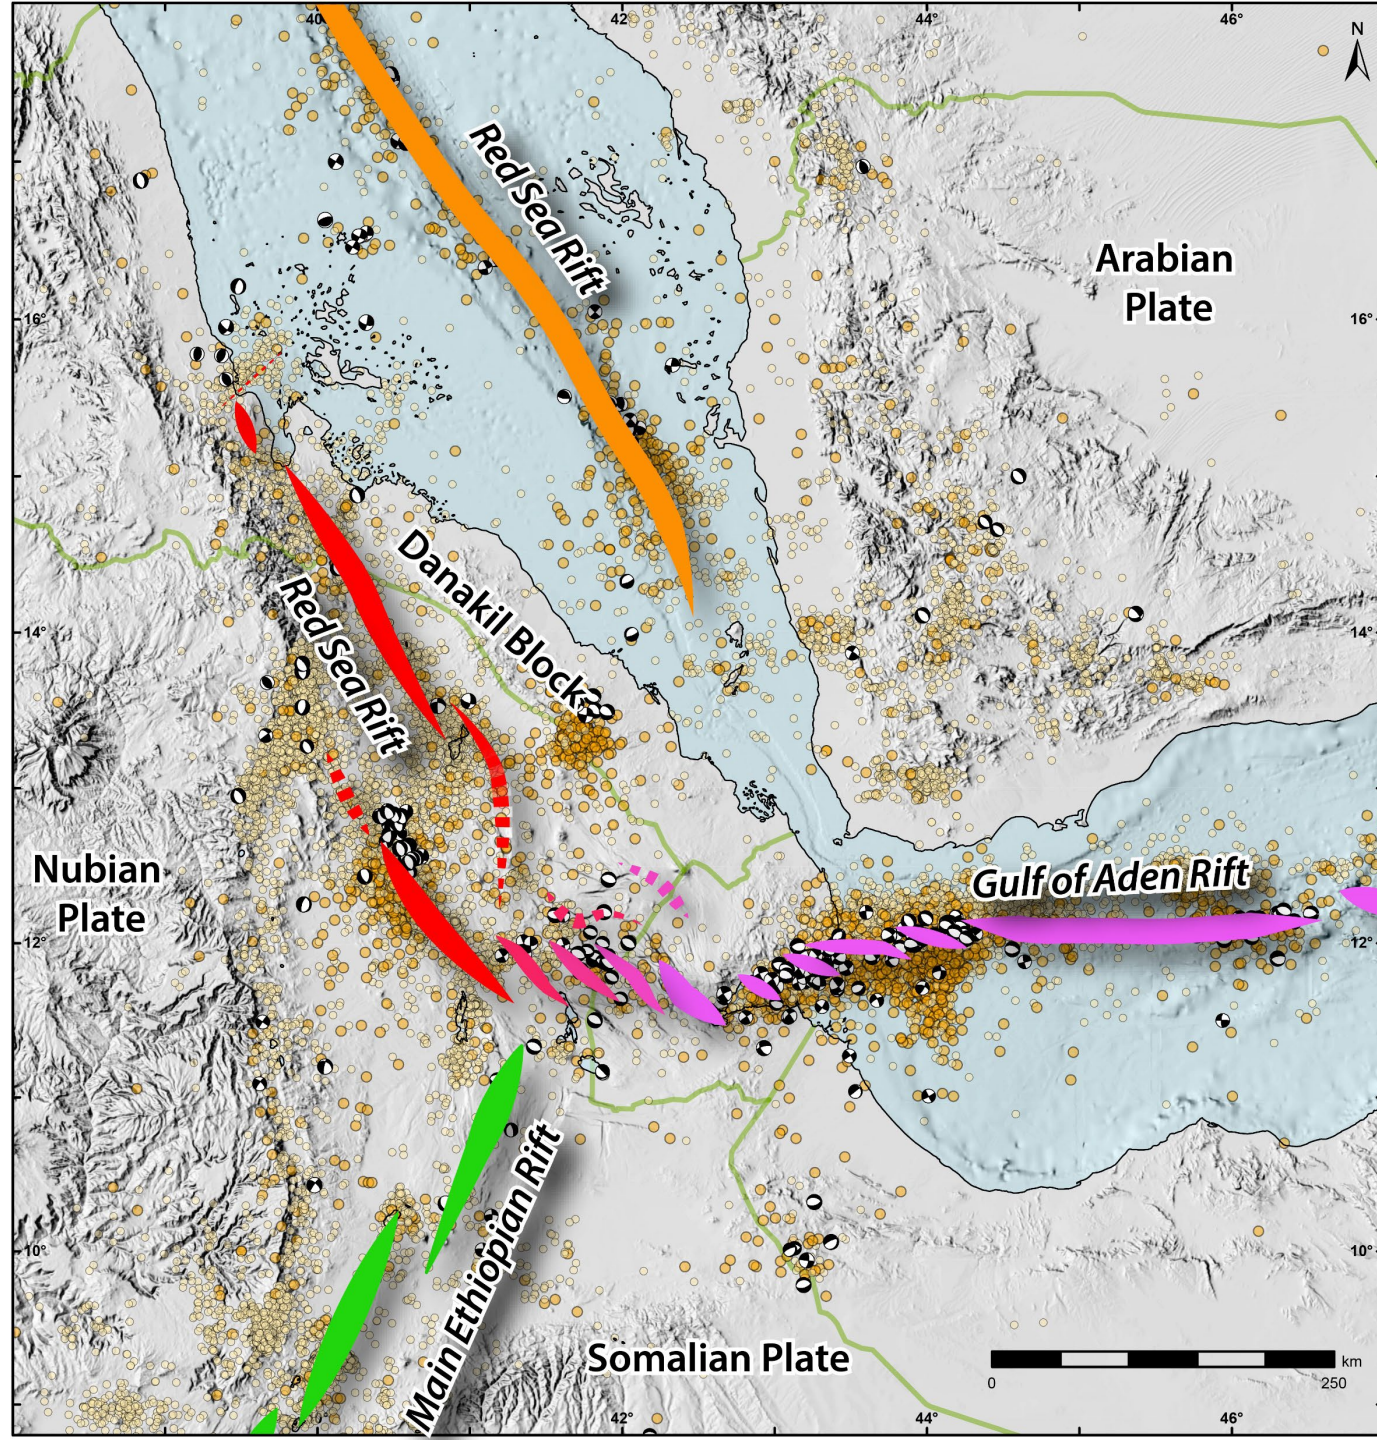 40°
42°
44°
46°
N
Red Sea Rift
Arabian
Plate
16°
16°
Danakil Block
Red Sea Rift
14°
14°
Nubian
Plate
Gulf of Aden Rift
12°
12°
Main Ethiopian Rift
10°
10°
Somalian Plate
km
0
250
40°
42°
44°
46°